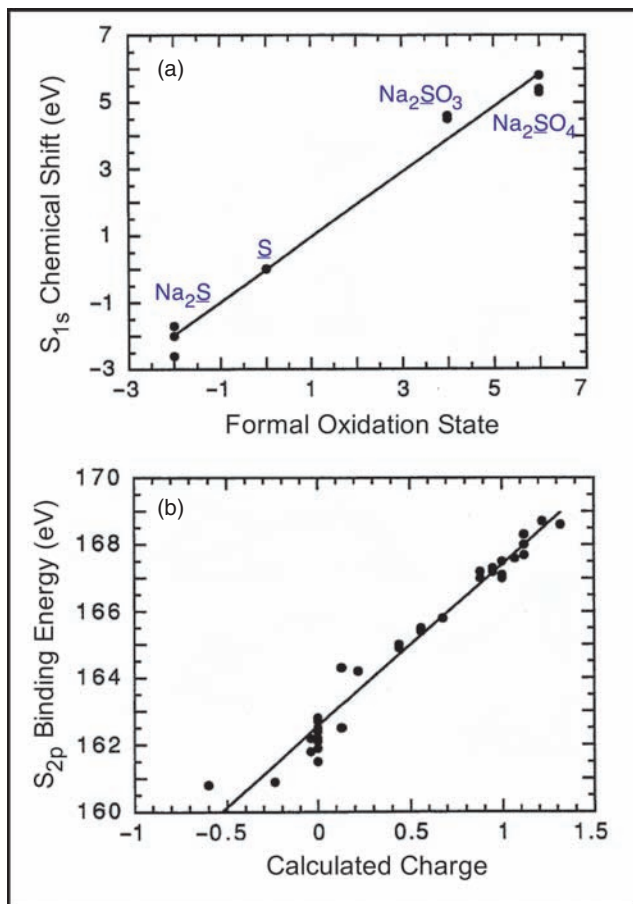 7
(a)
5
Na2SO3
Na2SO4
3
1
S
Na2S
-1
-3
S1s Chemical Shift (eV)
-3 -1 1 3 5 7
Formal Oxidation State
170
(b)
168
166
164
162
160
S2p Binding Energy (eV)
-1 -0.5 0 0.5 1 1.5
Calculated Charge